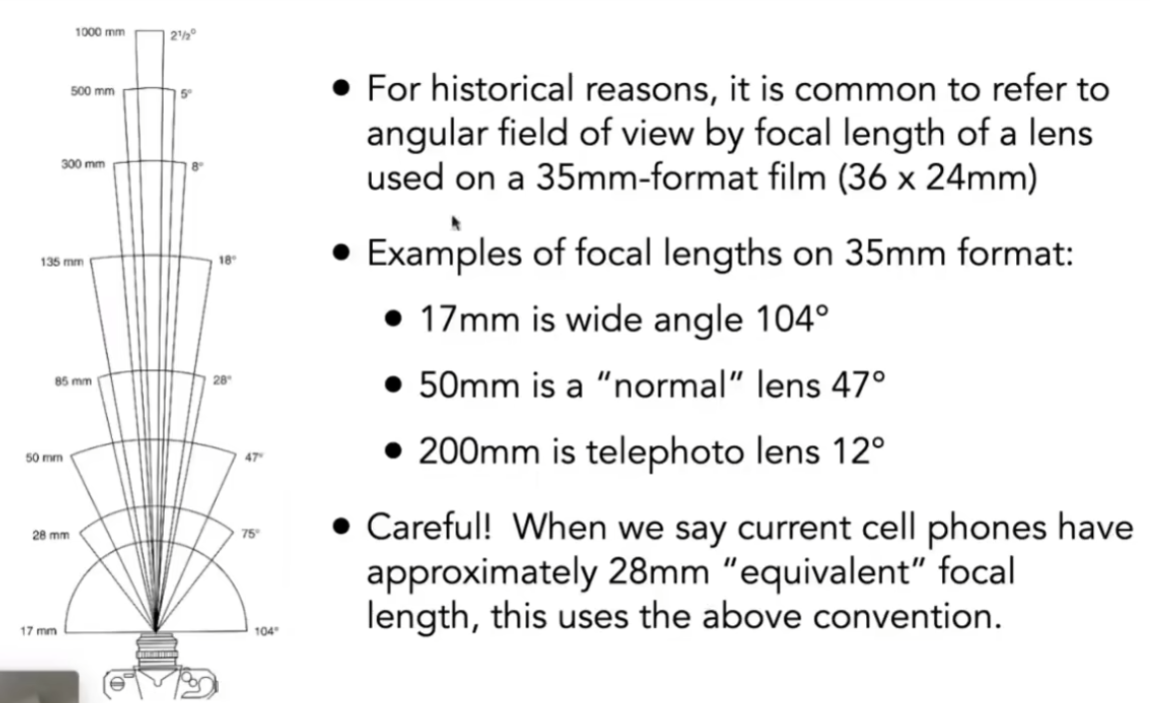 1000 mm
2½°
500 mm
5°
300 mm
8°
135 mm
18°
85 mm
28°
50 mm
47°
28 mm
75°
17 mm
104°
• For historical reasons, it is common to refer to
angular field of view by focal length of a lens
used on a 35mm-format film (36 x 24mm)
• Examples of focal lengths on 35mm format:
• 17mm is wide angle 104°
• 50mm is a “normal” lens 47°
• 200mm is telephoto lens 12°
• Careful! When we say current cell phones have
approximately 28mm “equivalent” focal
length, this uses the above convention.